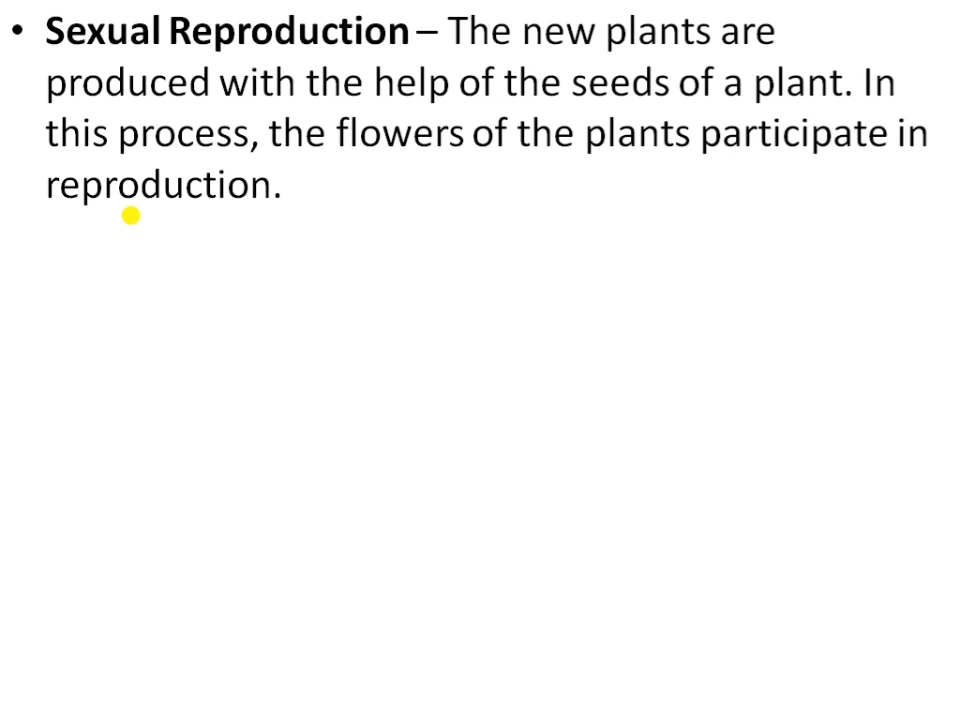 • Sexual Reproduction – The new plants are
produced with the help of the seeds of a plant. In
this process, the flowers of the plants participate in
reproduction.